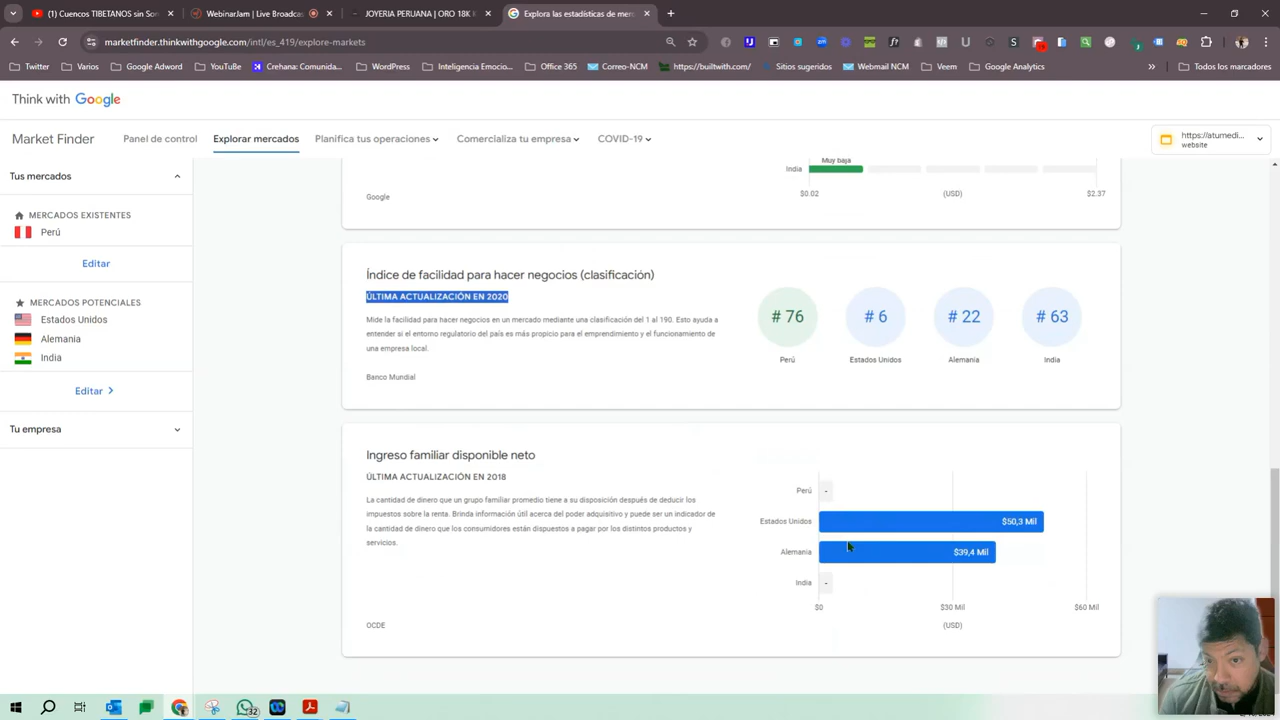 (1) Cuencos TIBETANOS sin Son
WebinarJam | Live Broadcas
JOYERIA PERUANA | ORO 18K
Explora las estadísticas de mer
marketfinder.thinkwithgoogle.com/intl/es_419/explore-markets
Twitter
Varios
Google Adword
YouTube
Crehana: Comunida...
WordPress
Inteligencia Emocio...
Office 365
Correo-NCM
https://builtwith.com/
Sitios sugeridos
Webmail NCM
Veem
Google Analytics
Todos los marcadores
Think with Google
Market Finder
Panel de control
Explorar mercados
Planifica tus operaciones
Comercializa tu empresa
COVID-19
https://atumedi...
website
Tus mercados
MERCADOS EXISTENTES
Perú
Editar
MERCADOS POTENCIALES
Estados Unidos
Alemania
India
Editar
Tu empresa
Muy baja
India
$0.02
(USD)
$2.37
Google
Índice de facilidad para hacer negocios (clasificación)
ÚLTIMA ACTUALIZACIÓN EN 2020
Mide la facilidad para hacer negocios en un mercado mediante una clasificación del 1 al 190. Esto ayuda a
entender si el entorno regulatorio del país es más propicio para el emprendimiento y el funcionamiento de
una empresa local.
Banco Mundial
# 76
# 6
# 22
# 63
Perú
Estados Unidos
Alemania
India
Ingreso familiar disponible neto
ÚLTIMA ACTUALIZACIÓN EN 2018
La cantidad de dinero que un grupo familiar promedio tiene a su disposición después de deducir los
impuestos sobre la renta. Brinda información útil acerca del poder adquisitivo y puede ser un indicador de
la cantidad de dinero que los consumidores están dispuestos a pagar por los distintos productos y
servicios.
OCDE
Perú
-
Estados Unidos
$50,3 Mil
Alemania
$39,4 Mil
India
-
$0
$30 Mil
$60 Mil
(USD)
32